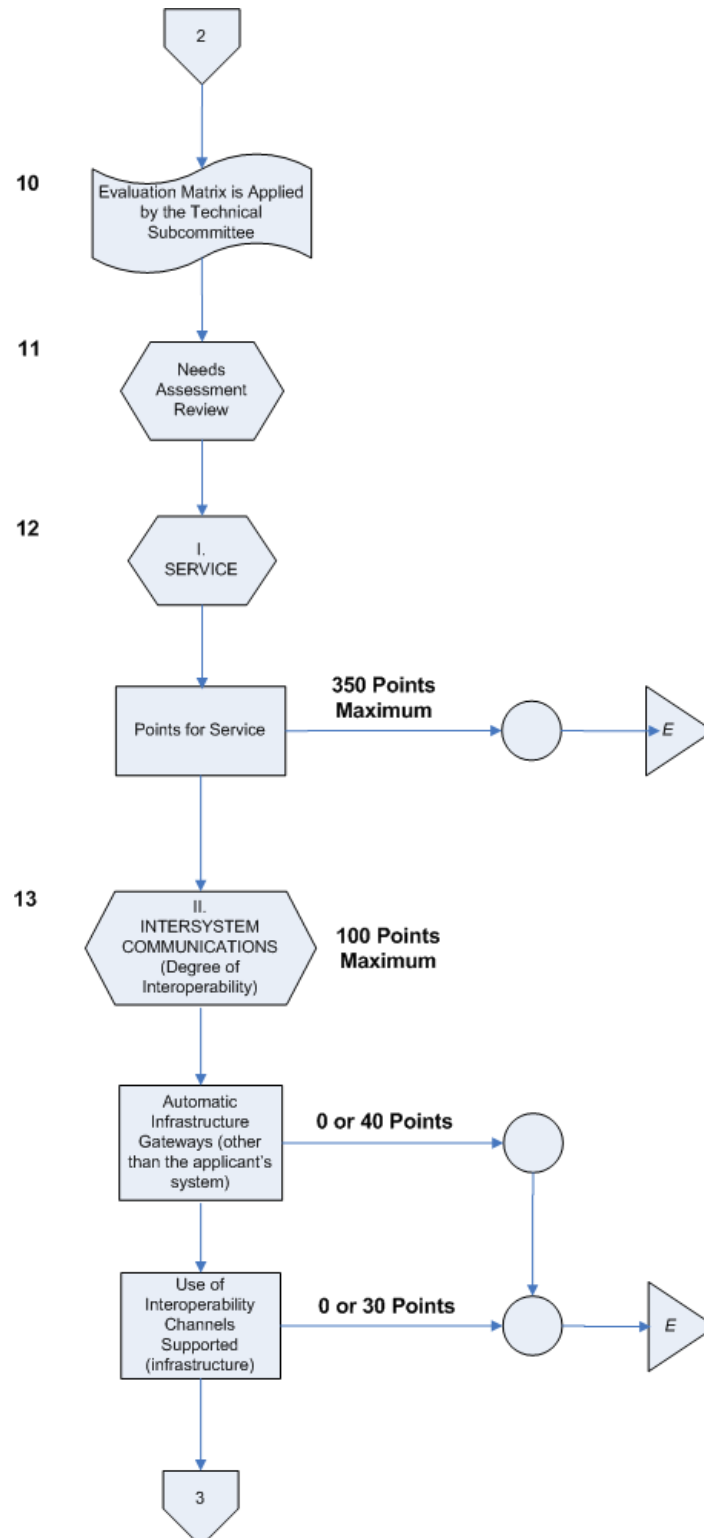 2
10
Evaluation Matrix is Applied
by the Technical
Subcommittee
11
Needs
Assessment
Review
12
I.
SERVICE
Points for Service
350 Points
Maximum
E
13
II.
INTERSYSTEM
COMMUNICATIONS
(Degree of
Interoperability)
100 Points
Maximum
Automatic
Infrastructure
Gateways (other
than the applicant's
system)
0 or 40 Points
Use of
Interoperability
Channels
Supported
(infrastructure)
0 or 30 Points
E
3